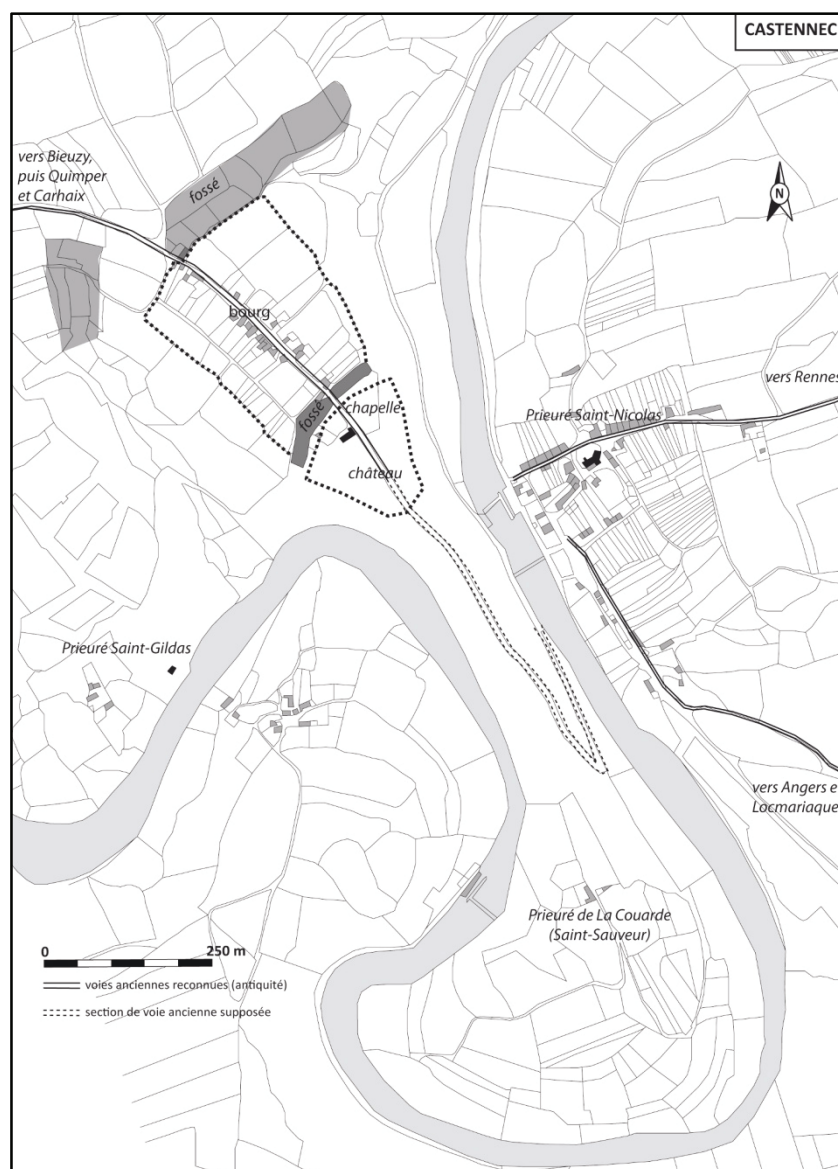 CASTENNEC
vers Bieuzy,
puis Quimper
et Carhaix
fossé
N
bourg
vers Rennes
Prieuré Saint-Nicolas
fossé
chapelle
château
Prieuré Saint-Gildas
vers Angers e
Locmariaque
Prieuré de La Couarde
(Saint-Sauveur)
0 250 m
voies anciennes reconnues (antiquité)
section de voie ancienne supposée